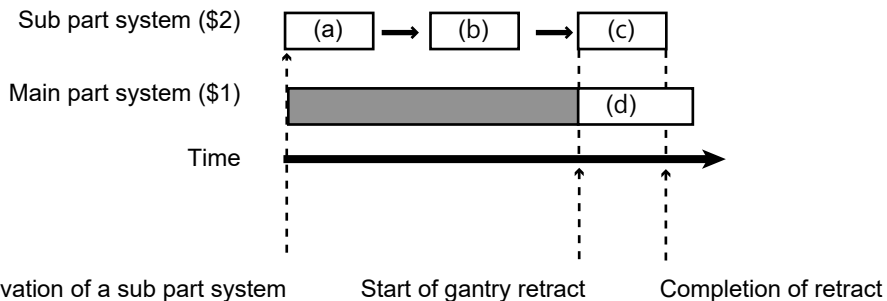 Sub part system ($2)
(a)
(b)
(c)
Main part system ($1)
(d)
Time
vation of a sub part system
Start of gantry retract
Completion of retract